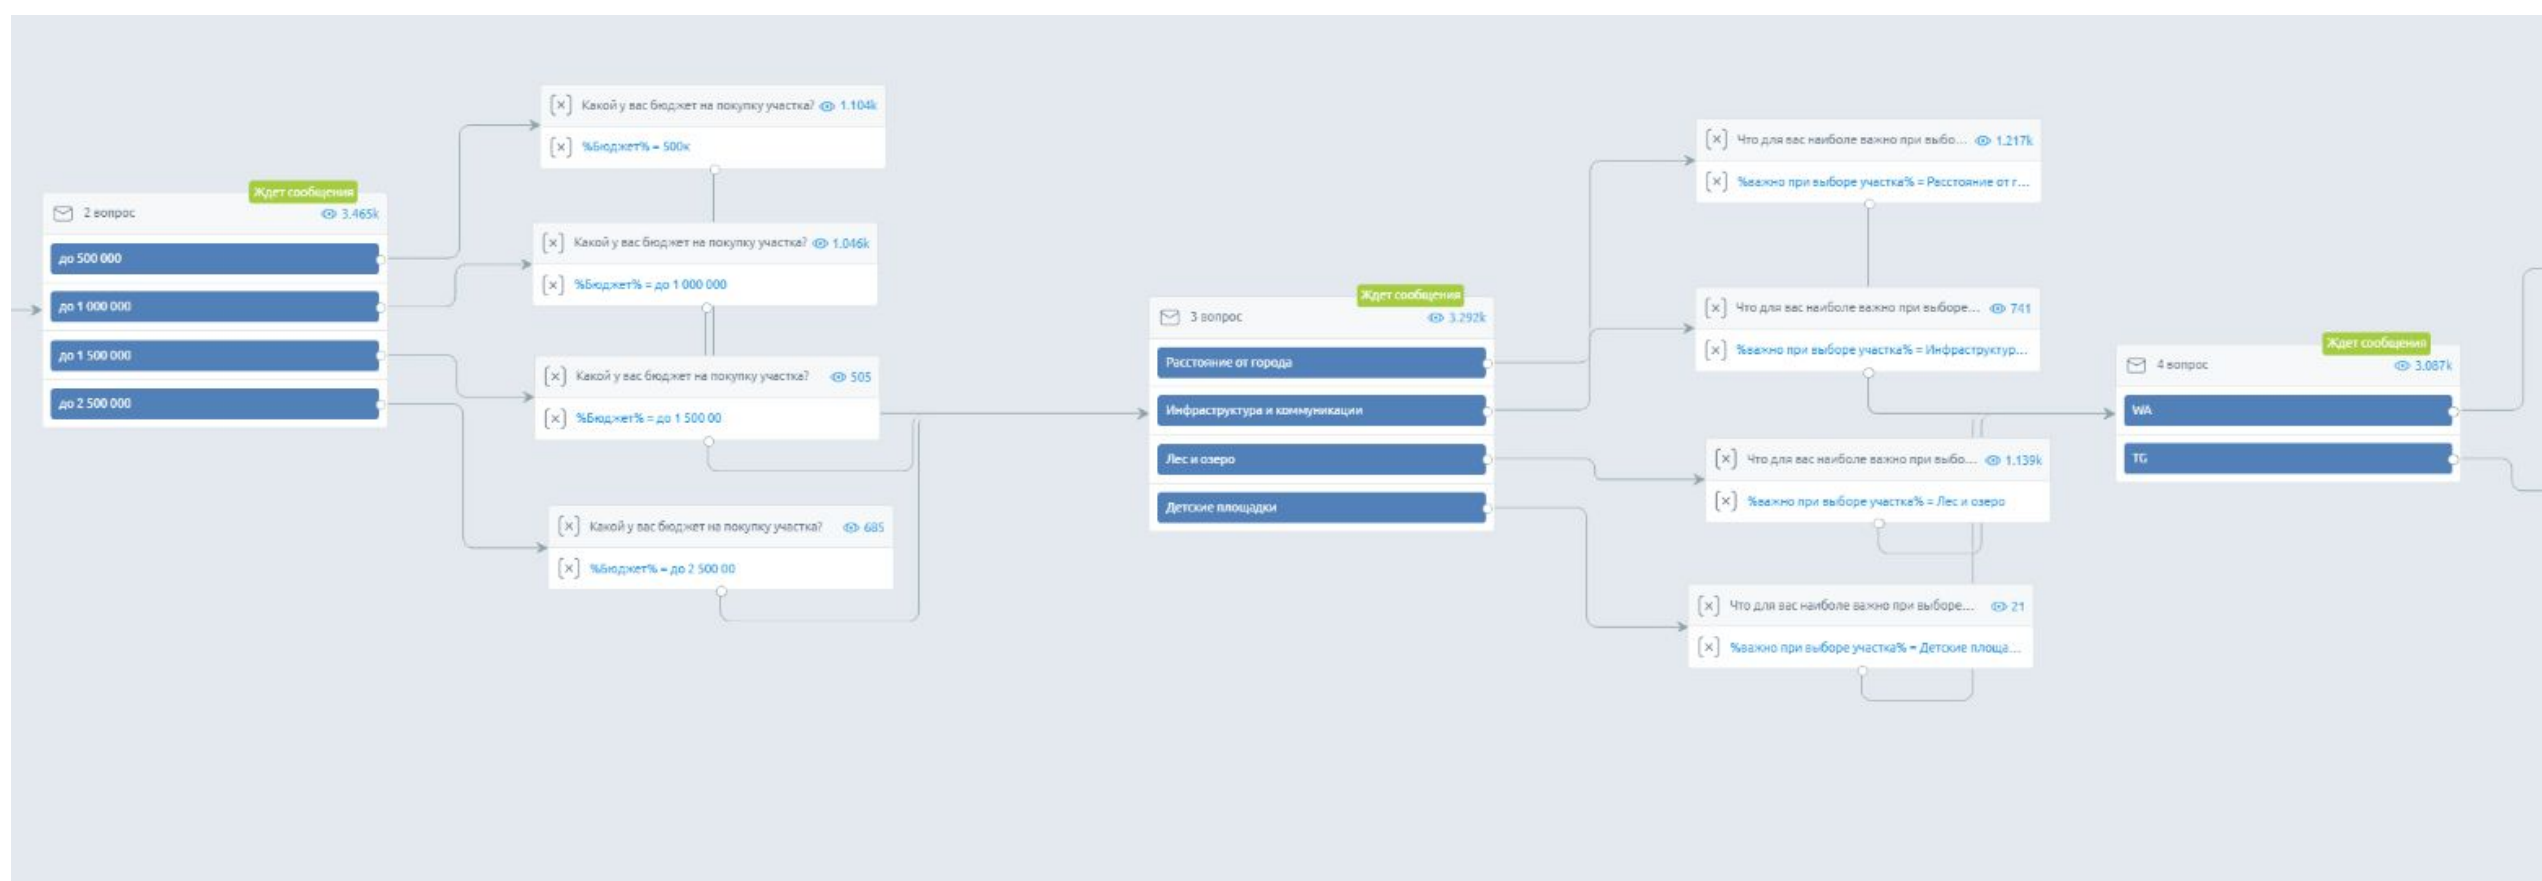 Ждет сообщения
2 вопрос
3.465k
до 500 000
до 1 000 000
до 1 500 000
до 2 500 000
Какой у вас бюджет на покупку участка? 1.104k
%Бюджет% = 500к
Какой у вас бюджет на покупку участка? 1.046k
%Бюджет% = до 1 000 000
Какой у вас бюджет на покупку участка? 505
%Бюджет% = до 1 500 00
Какой у вас бюджет на покупку участка? 685
%Бюджет% = до 2 500 00
Ждет сообщения
3 вопрос
3.292k
Расстояние от города
Инфраструктура и коммуникации
Лес и озеро
Детские площадки
Что для вас наиболе важно при выбо... 1.217k
%важно при выборе участка% = Расстояние от г...
Что для вас наиболе важно при выборе... 741
%важно при выборе участка% = Инфраструктур...
Что для вас наиболе важно при выбо... 1.139k
%важно при выборе участка% = Лес и озеро
Что для вас наиболе важно при выборе... 21
%важно при выборе участка% = Детские площа...
Ждет сообщения
4 вопрос
3.087k
WA
TG